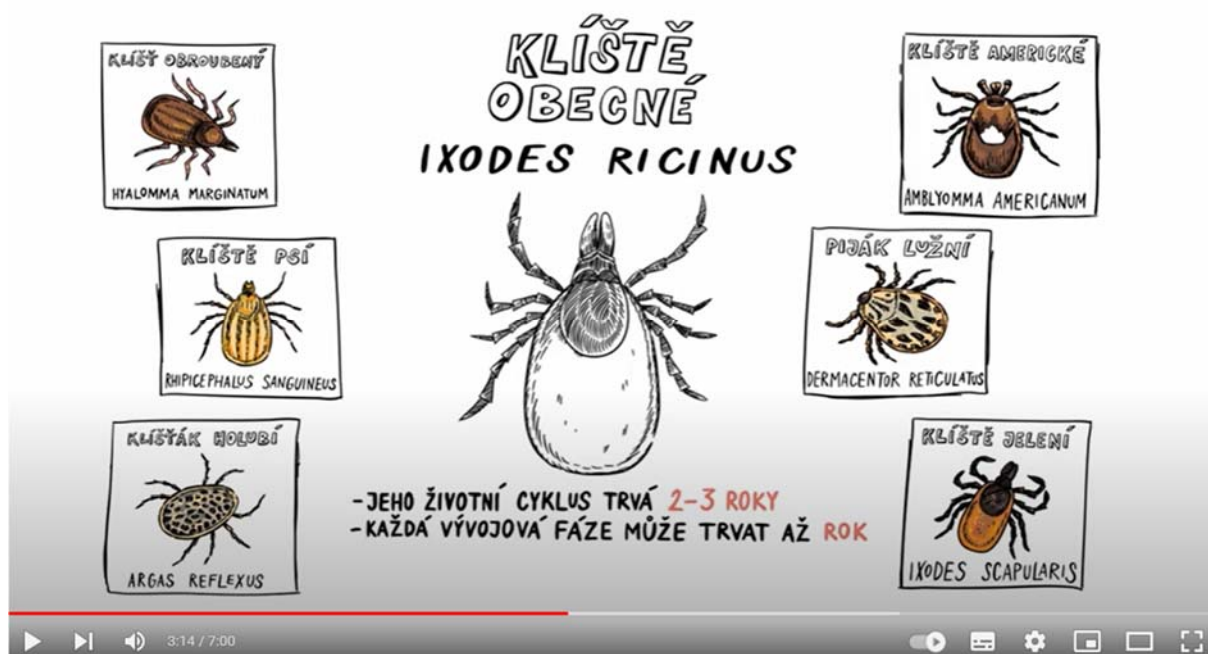 KLÍŠŤ OBROUBENÝ
HYALOMMA MARGINATUM
KLÍŠTĚ PSÍ
RHIPICEPHALUS SANGUINEUS
KLÍŠŤÁK HOLUBÍ
ARGAS REFLEXUS
KLÍŠTĚ
OBECNÉ
IXODES RICINUS
-JEHO ŽIVOTNÍ CYKLUS TRVÁ 2-3 ROKY
-KAŽDÁ VÝVOJOVÁ FÁZE MŮŽE TRVAT AŽ ROK
KLÍŠTĚ AMERICKÉ
AMBLYOMMA AMERICANUM
PIJÁK LUŽNÍ
DERMACENTOR RETICULATUS
KLÍŠTĚ JELENÍ
IXODES SCAPULARIS
3:14 / 7:00